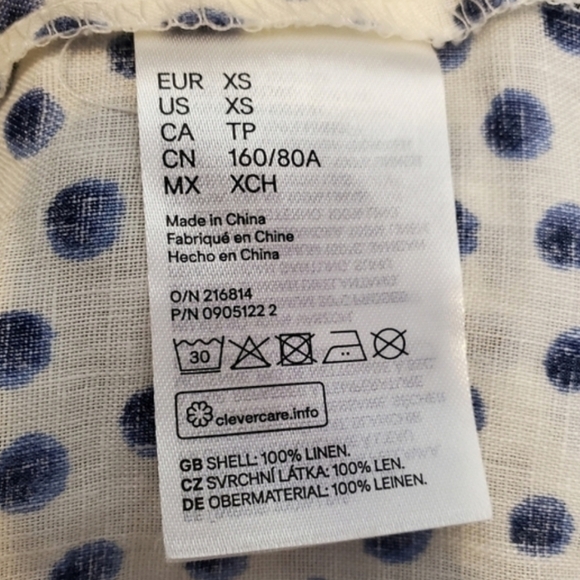 EUR XS
US XS
CA TP
CN 160/80A
MX XCH
Made in China
Fabriqué en Chine
Hecho en China
O/N 216814
P/N 0905122 2
30
clevercare.info
GB SHELL: 100% LINEN.
CZ SVRCHNÍ LÁTKA: 100% LEN.
DE OBERMATERIAL: 100% LEINEN.